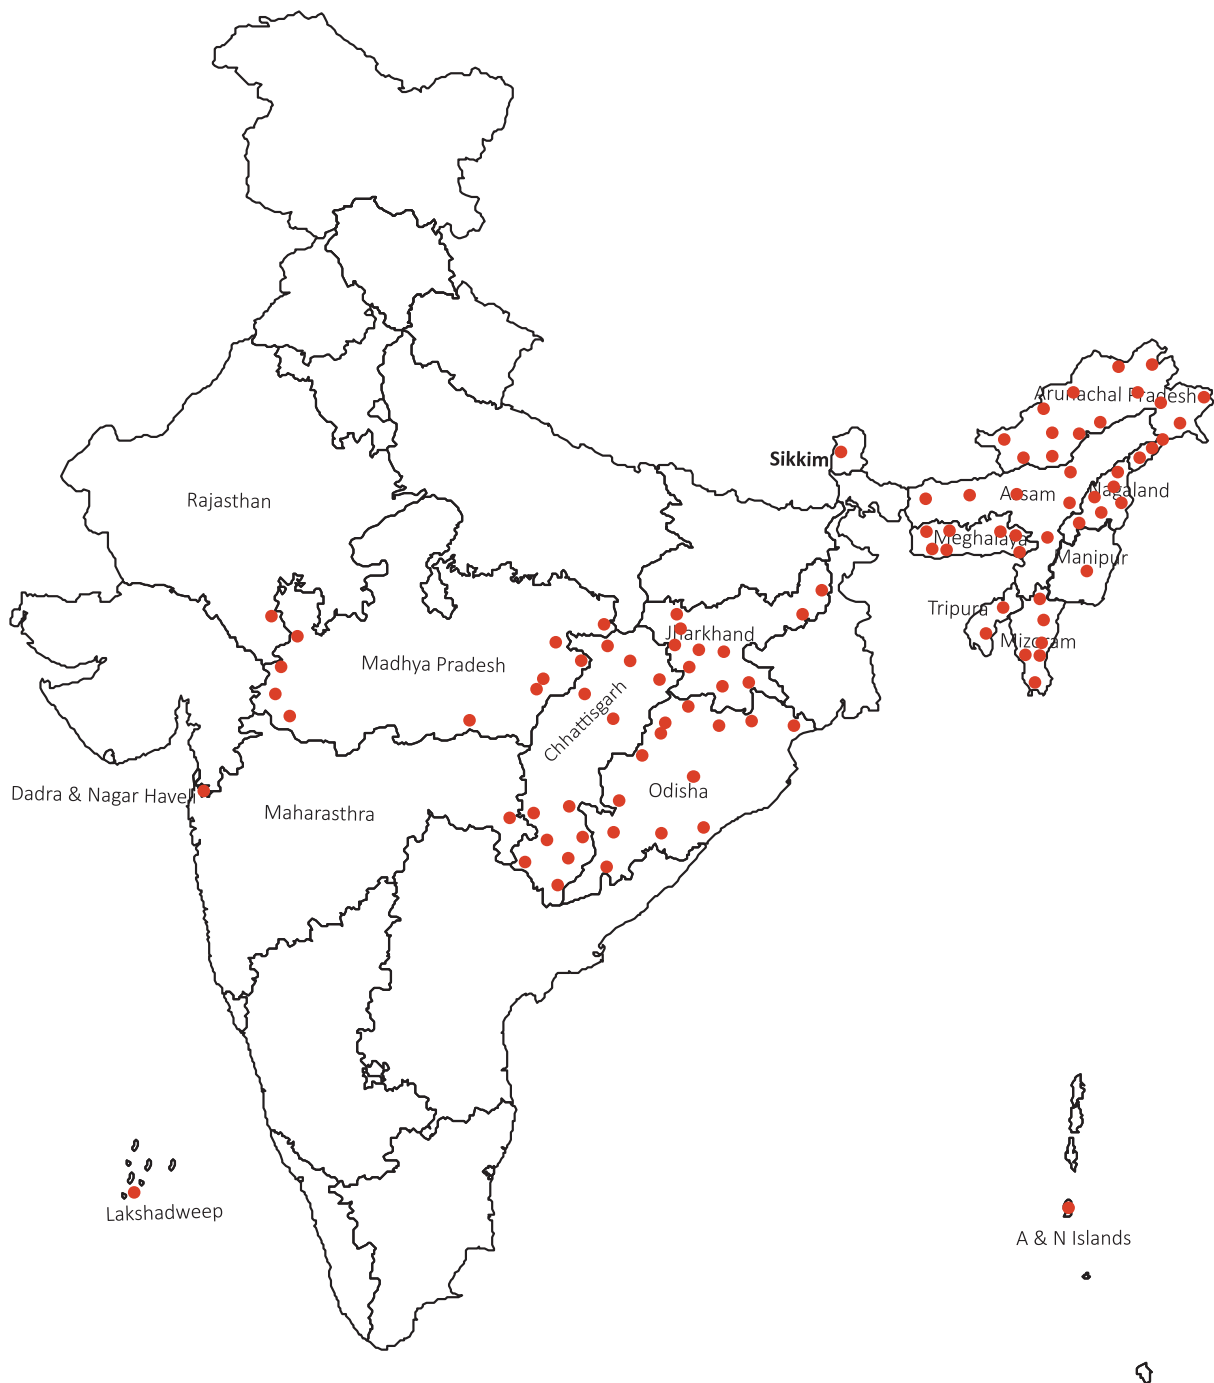 Arunachal Pradesh
Sikkim
Rajasthan
Assam
Nagaland
Meghalaya
Manipur
Tripura
Jharkhand
Mizoram
Madhya Pradesh
Chhattisgarh
Dadra & Nagar Haveli
Odisha
Maharasthra
Lakshadweep
A & N Islands